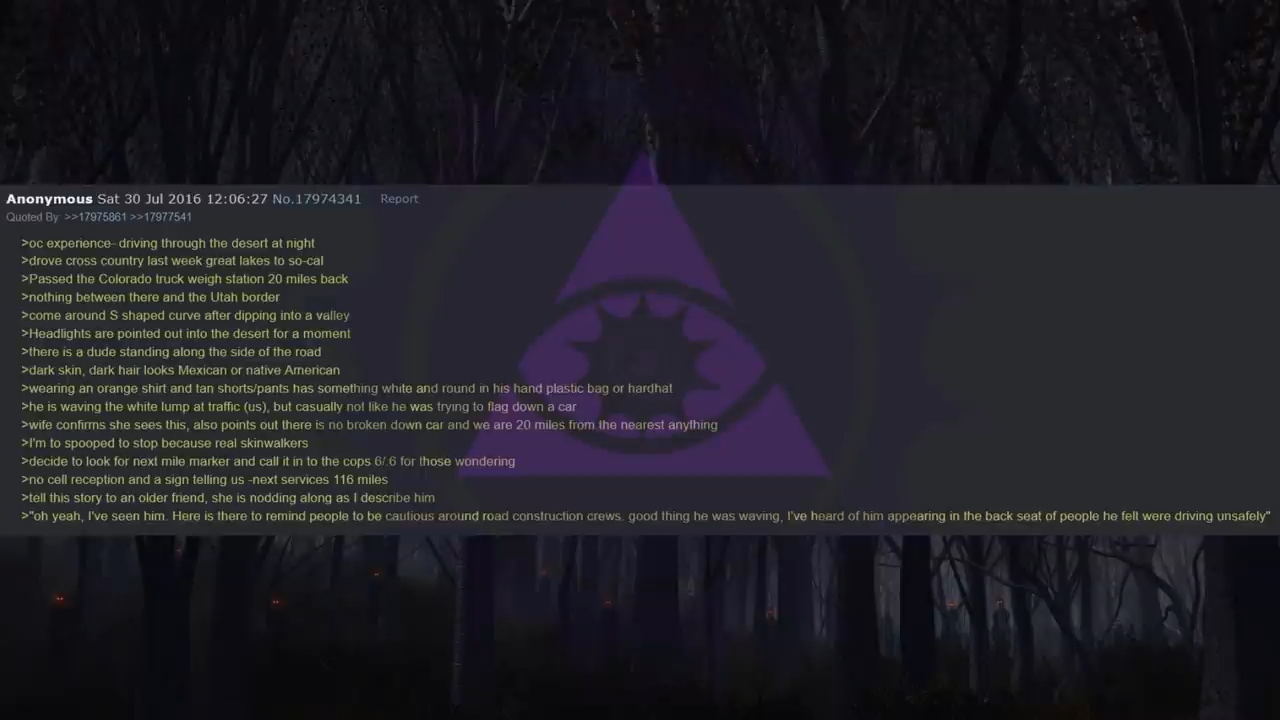 Anonymous Sat 30 Jul 2016 12:06:27 No.17974341 Report
Quoted By: >>17975861 >>17977541
>oc experience- driving through the desert at night
>drove cross country last week great lakes to so-cal
>Passed the Colorado truck weigh station 20 miles back
>nothing between there and the Utah border
>come around S shaped curve after dipping into a valley
>Headlights are pointed out into the desert for a moment
>there is a dude standing along the side of the road
>dark skin, dark hair looks Mexican or native American
>wearing an orange shirt and tan shorts/pants has something white and round in his hand plastic bag or hardhat
>he is waving the white lump at traffic (us), but casually not like he was trying to flag down a car
>wife confirms she sees this, also points out there is no broken down car and we are 20 miles from the nearest anything
>I'm to spooped to stop because real skinwalkers
>decide to look for next mile marker and call it in to the cops 6/.6 for those wondering
>no cell reception and a sign telling us -next services 116 miles
>tell this story to an older friend, she is nodding along as I describe him
>"oh yeah, I've seen him. Here is there to remind people to be cautious around road construction crews. good thing he was waving, I've heard of him appearing in the back seat of people he felt were driving unsafely"